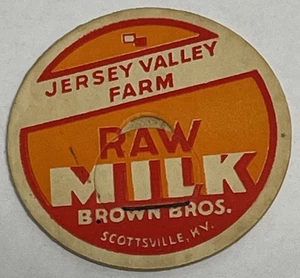 JERSEY VALLEY
FARM
RAW
MILK
BROWN BROS.
SCOTTSVILLE, KY.